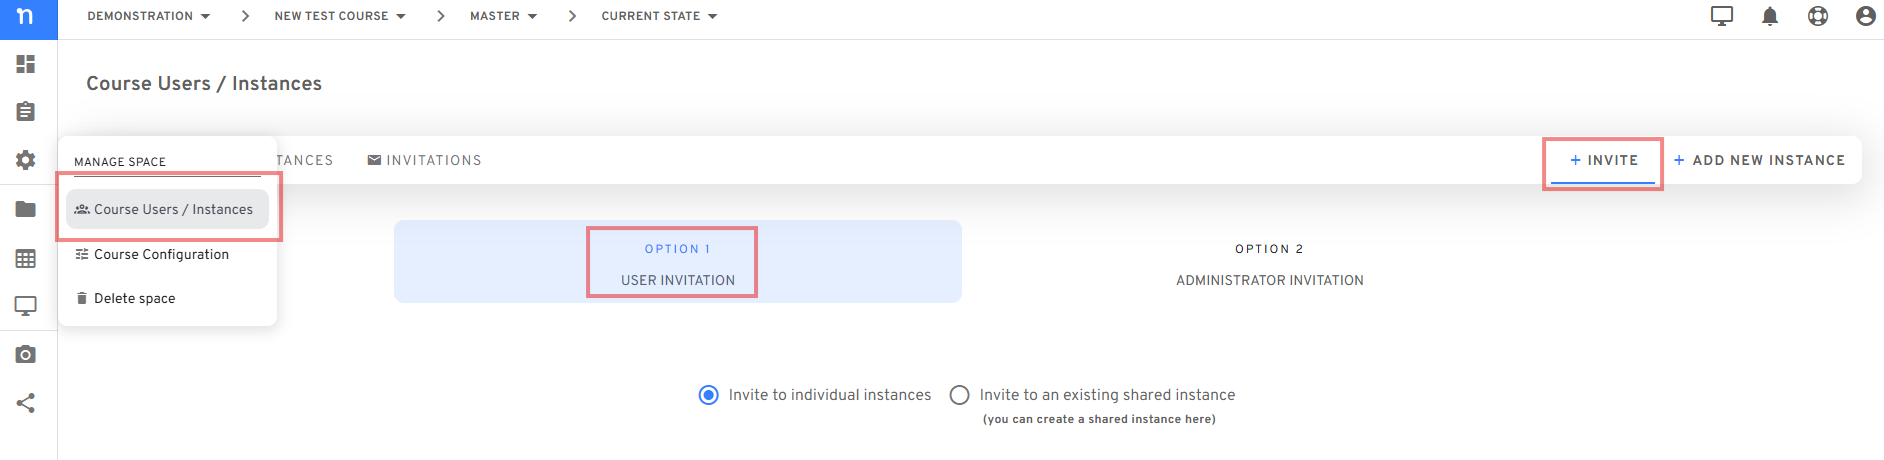 n
DEMONSTRATION NEW TEST COURSE MASTER CURRENT STATE
Course Users / Instances
MANAGE SPACE
TANCES INVITATIONS + INVITE + ADD NEW INSTANCE
Course Users / Instances
Course Configuration
Delete space
OPTION 1
USER INVITATION
OPTION 2
ADMINISTRATOR INVITATION
Invite to individual instances Invite to an existing shared instance
(you can create a shared instance here)